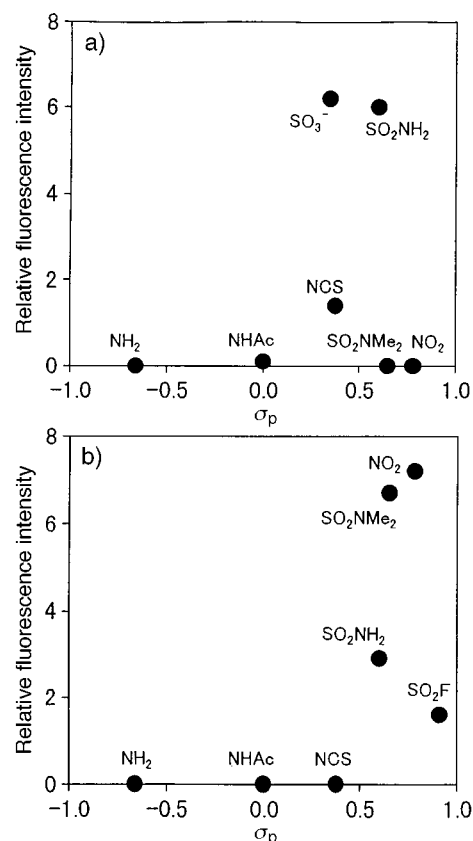 a)
Relative fluorescence intensity
8
6
4
2
0
SO₃⁻
SO₂NH₂
NCS
NH₂
NHAc
SO₂NMe₂
NO₂
−1.0 −0.5 0.0 0.5 1.0
σₚ
b)
Relative fluorescence intensity
8
6
4
2
0
NO₂
SO₂NMe₂
SO₂NH₂
SO₂F
NH₂
NHAc
NCS
−1.0 −0.5 0.0 0.5 1.0
σₚ